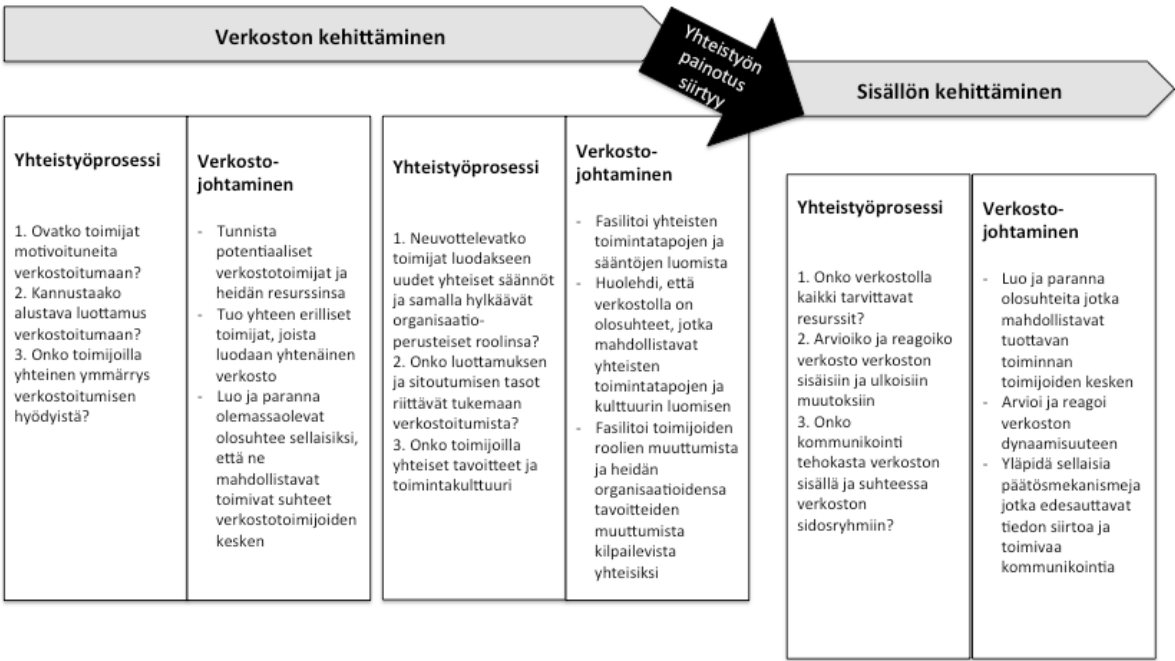 Verkoston kehittäminen
Yhteistyön
painotus
siirtyy
Sisällön kehittäminen
Yhteistyöprosessi
1. Ovatko toimijat
motivoituneita
verkostoitumaan?
2. Kannustaako
alustava luottamus
verkostoitumaan?
3. Onko toimijoilla
yhteinen ymmärrys
verkostoitumisen
hyödyistä?
Verkosto-
johtaminen
- Tunnista
potentiaaliset
verkostotoimijat ja
heidän resurssinsa
- Tuo yhteen erilliset
toimijat, joista
luodaan yhtenäinen
verkosto
- Luo ja paranna
olemassaolevat
olosuhtee sellaisiksi,
että ne
mahdollistavat
toimivat suhteet
verkostotoimijoiden
kesken
Yhteistyöprosessi
1. Neuvottelevatko
toimijat luodakseen
uudet yhteiset säännöt
ja samalla hylkäävät
organisaatio-
perusteiset roolinsa?
2. Onko luottamuksen
ja sitoutumisen tasot
riittävät tukemaan
verkostoitumista?
3. Onko toimijoilla
yhteiset tavoitteet ja
toimintakulttuuri
Verkosto-
johtaminen
- Fasilitoi yhteisten
toimintatapojen ja
sääntöjen luomista
- Huolehdi, että
verkostolla on
olosuhteet, jotka
mahdollistavat
yhteisten
toimintatapojen ja
kulttuurin luomisen
- Fasilitoi toimijoiden
roolien muuttumista
ja heidän
organisaatioidensa
tavoitteiden
muuttumista
kilpailevista
yhteisiksi
Yhteistyöprosessi
1. Onko verkostolla
kaikki tarvittavat
resurssit?
2. Arvioiko ja reagoiko
verkosto verkoston
sisäisiin ja ulkoisiin
muutoksiin
3. Onko
kommunikointi
tehokasta verkoston
sisällä ja suhteessa
verkoston
sidosryhmiin?
Verkosto-
johtaminen
- Luo ja paranna
olosuhteita jotka
mahdollistavat
tuottavan
toiminnan
toimijoiden kesken
- Arvioi ja reagoi
verkoston
dynaamisuuteen
- Yläpidä sellaisia
päätösmekanismeja
jotka edesauttavat
tiedon siirtoa ja
toimivaa
kommunikointia